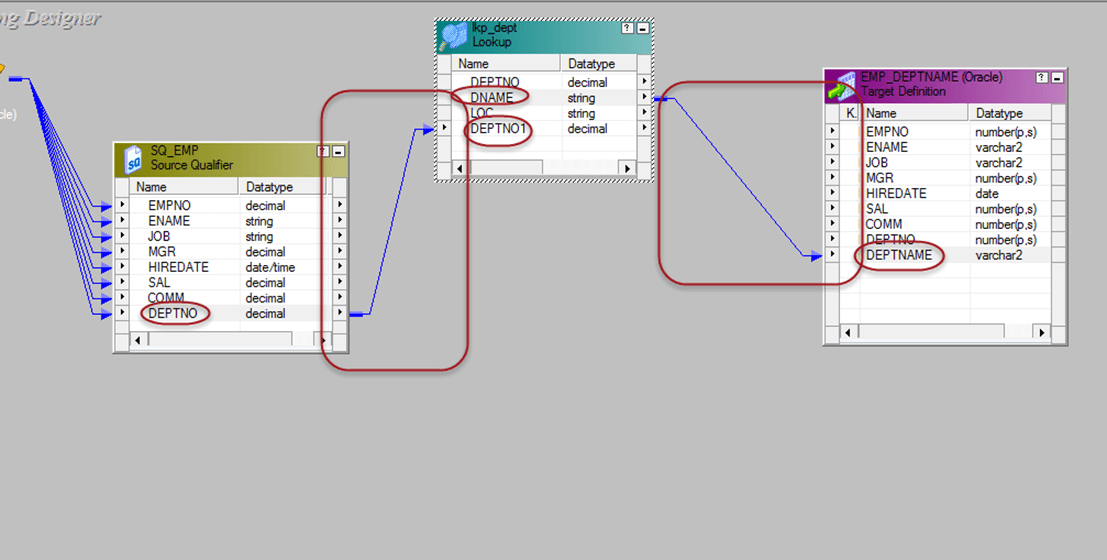 ng Designer
cle)
SQ_EMP
Source Qualifier
Name Datatype
EMPNO decimal
ENAME string
JOB string
MGR decimal
HIREDATE date/time
SAL decimal
COMM decimal
DEPTNO decimal
lkp_dept
Lookup
Name Datatype
DEPTNO decimal
DNAME string
LOC string
DEPTNO1 decimal
EMP_DEPTNAME (Oracle)
Target Definition
K Name Datatype
EMPNO number(p,s)
ENAME varchar2
JOB varchar2
MGR number(p,s)
HIREDATE date
SAL number(p,s)
COMM number(p,s)
DEPTNO number(p,s)
DEPTNAME varchar2